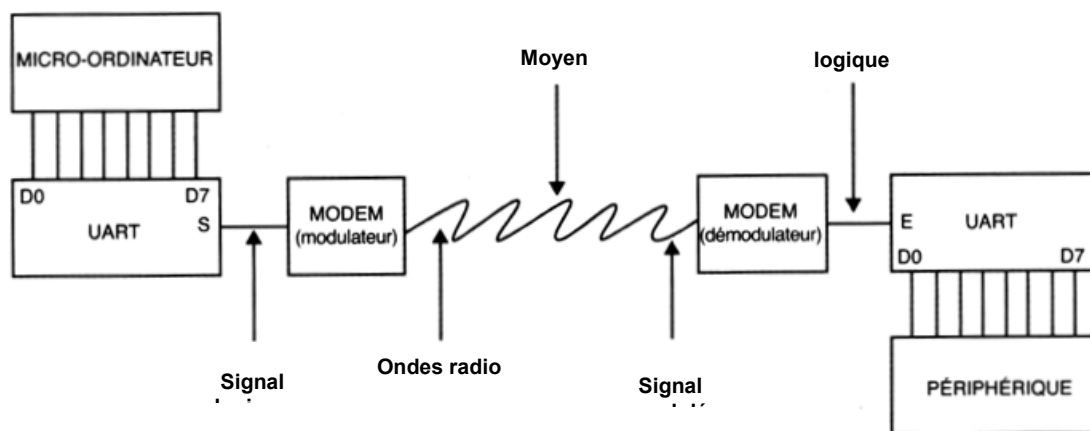 MICRO-ORDINATEUR
Moyen
logique
D0 D7
UART S
MODEM
(modulateur)
MODEM
(démodulateur)
E UART
D0 D7
Signal
Ondes radio
Signal
PÉRIPHÉRIQUE